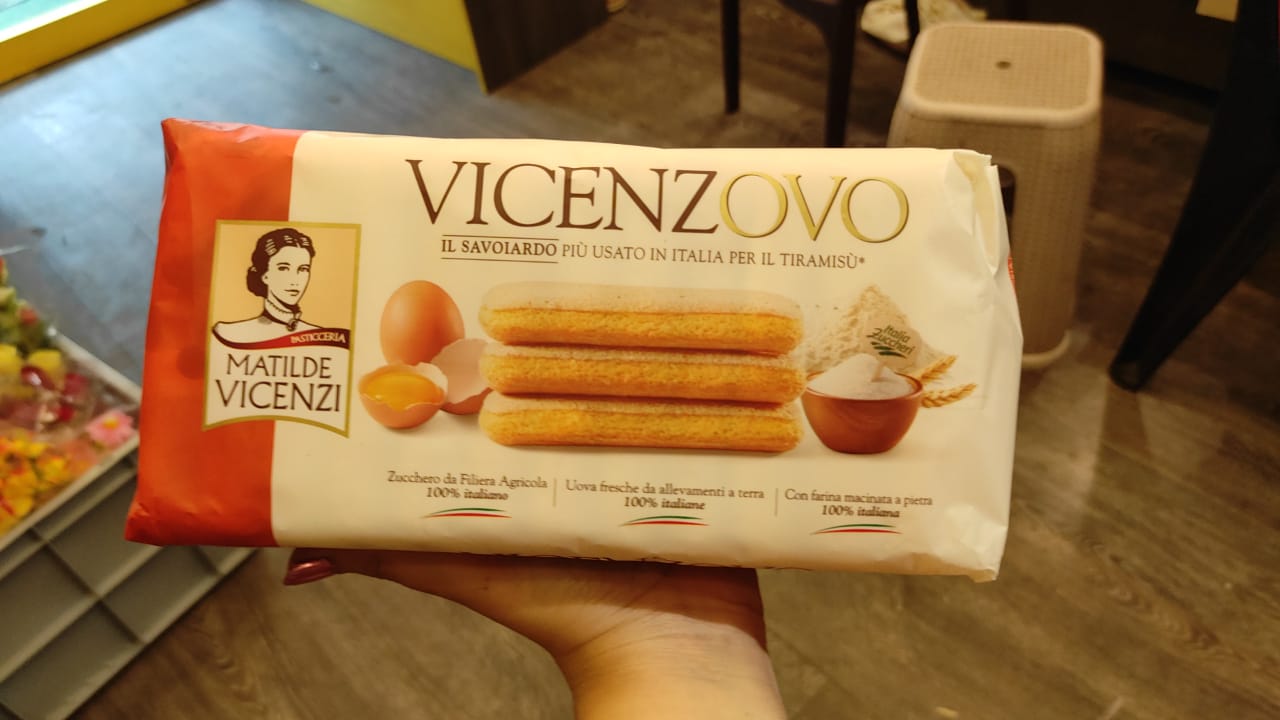 VICENZOVO
IL SAVOIARDO PIÙ USATO IN ITALIA PER IL TIRAMISÙ*
PASTICCERIA
MATILDE
VICENZI
Italia
Zuccheri
Zucchero da Filiera Agricola
100% italiano
Uova fresche da allevamenti a terra
100% italiane
Con farina macinata a pietra
100% italiana